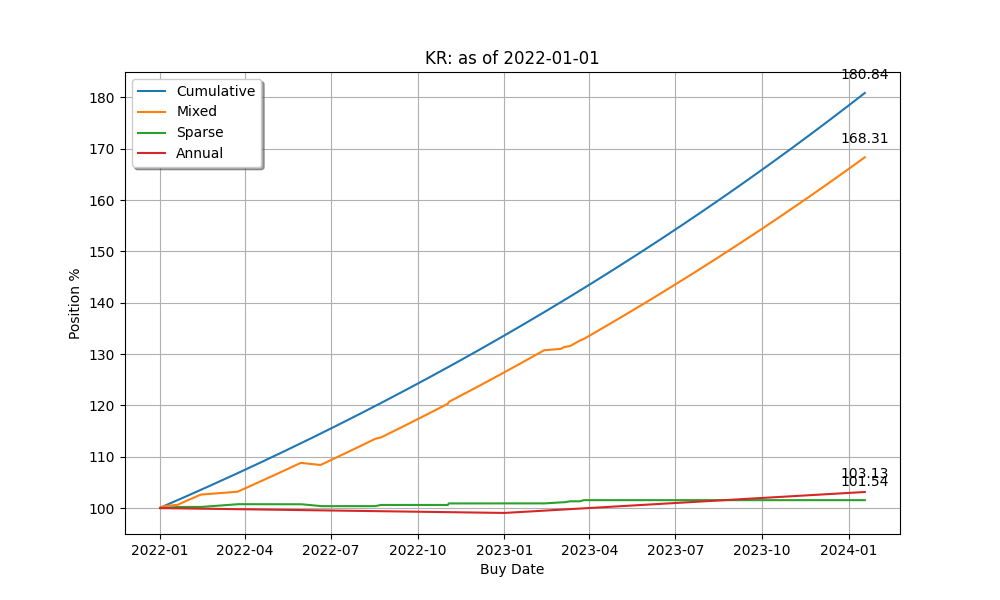 KR: as of 2022-01-01
180.84
Cumulative
Mixed
Sparse
Annual
168.31
103.13
101.54
180
170
160
150
140
130
120
110
100
Position %
2022-01 2022-04 2022-07 2022-10 2023-01 2023-04 2023-07 2023-10 2024-01
Buy Date